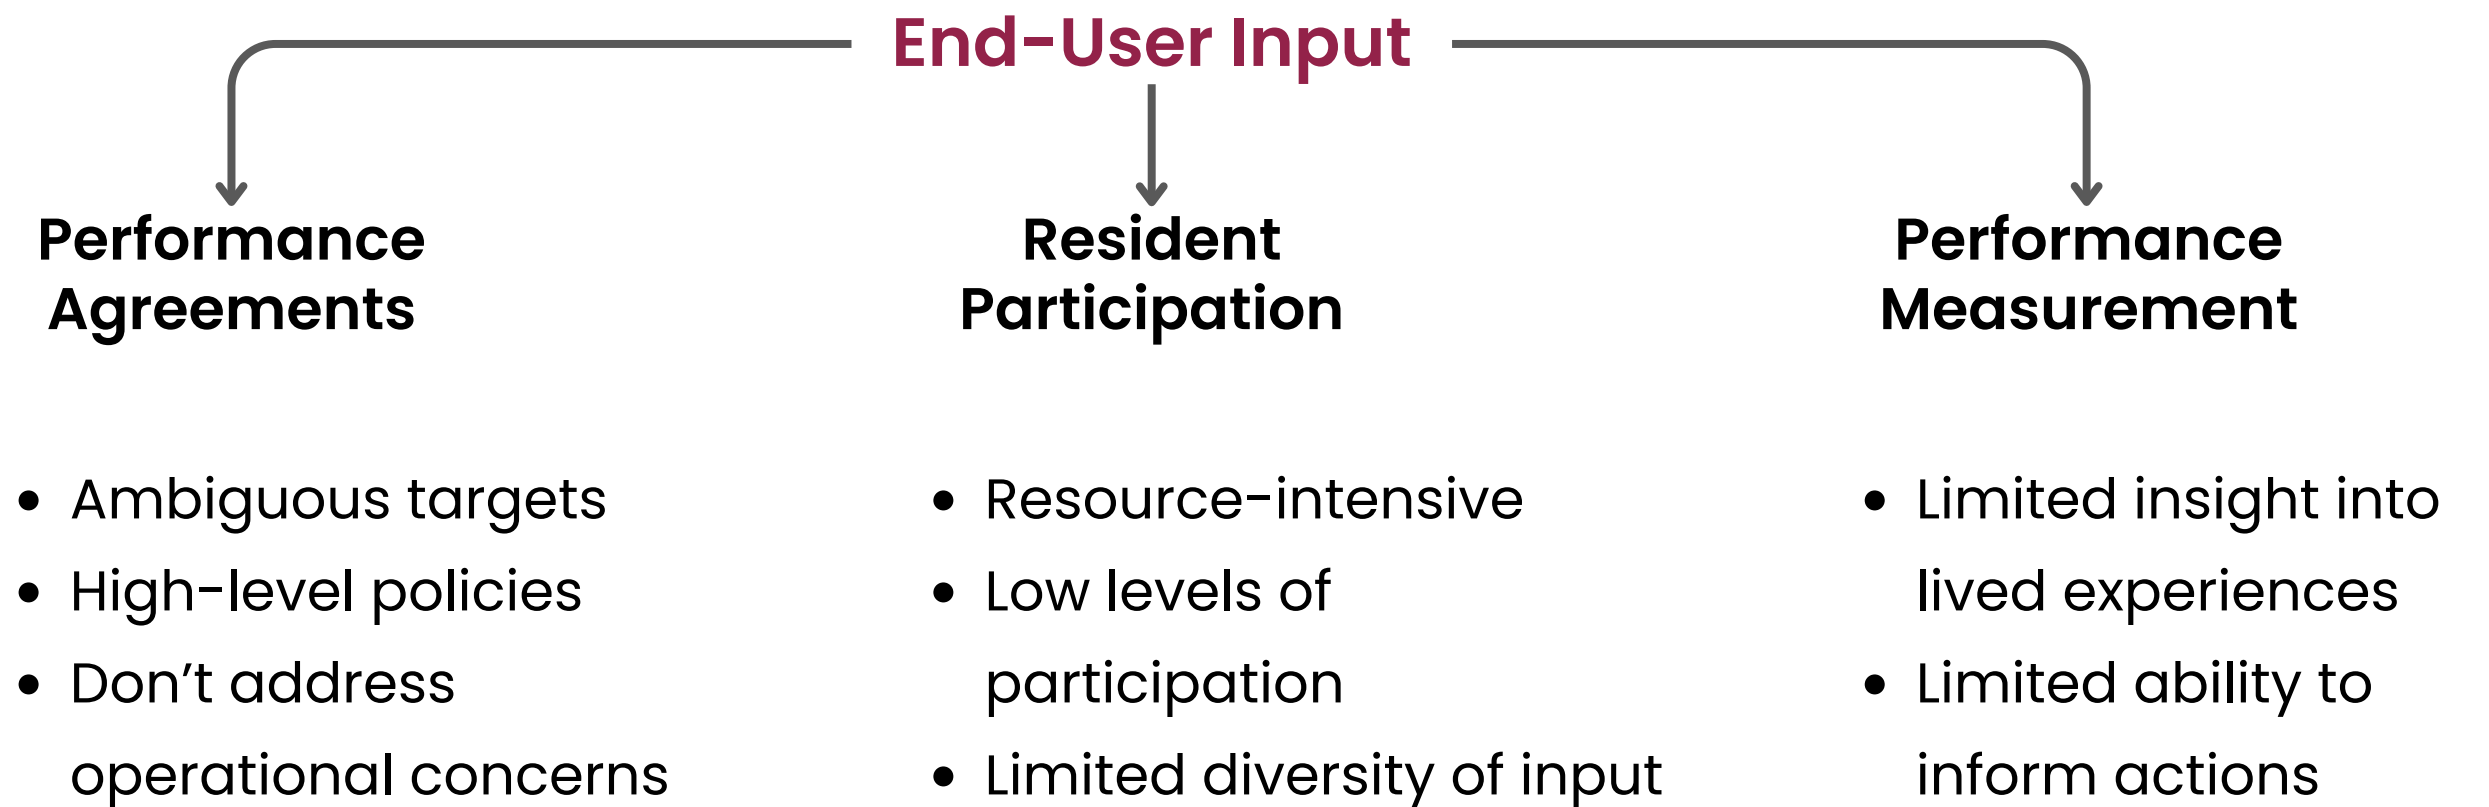 End-User Input
Performance
Agreements
• Ambiguous targets
• High-level policies
• Don’t address
operational concerns
Resident
Participation
• Resource-intensive
• Low levels of
participation
• Limited diversity of input
Performance
Measurement
• Limited insight into
lived experiences
• Limited ability to
inform actions